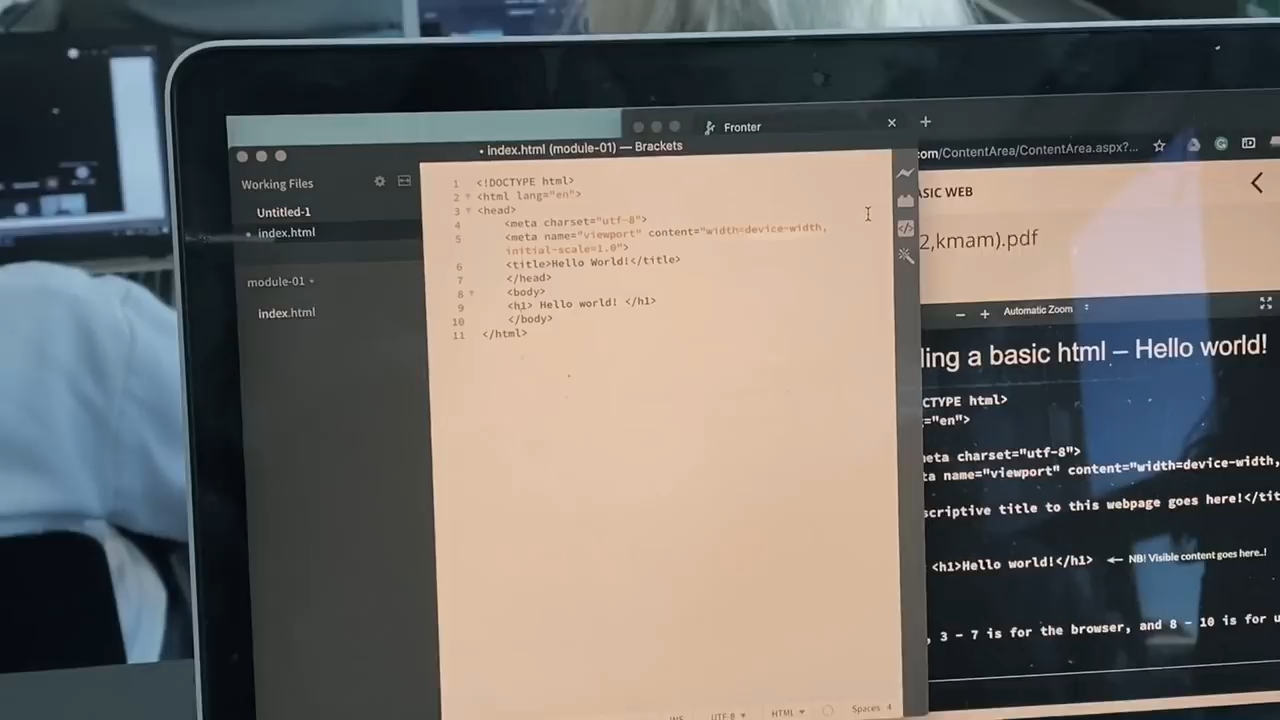 Fronter
• index.html (module-01) — Brackets
Working Files
Untitled-1
• index.html
module-01
index.html
1 <!DOCTYPE html>
2 <html lang="en">
3 <head>
4 <meta charset="utf-8">
5 <meta name="viewport" content="width=device-width,
initial-scale=1.0">
6 <title>Hello World!</title>
7 </head>
8 <body>
9 <h1> Hello world! </h1>
10 </body>
11 </html>
UTF-8 HTML Spaces: 4
com/ContentArea/ContentArea.aspx?...
ASIC WEB
2,kmam).pdf
Automatic Zoom
ling a basic html – Hello world!
CTYPE html>
="en">
meta charset="utf-8">
ta name="viewport" content="width=device-width,
scriptive title to this webpage goes here!</tit
<h1>Hello world!</h1> ← NB! Visible content goes here..!
, 3 – 7 is for the browser, and 8 – 10 is for u